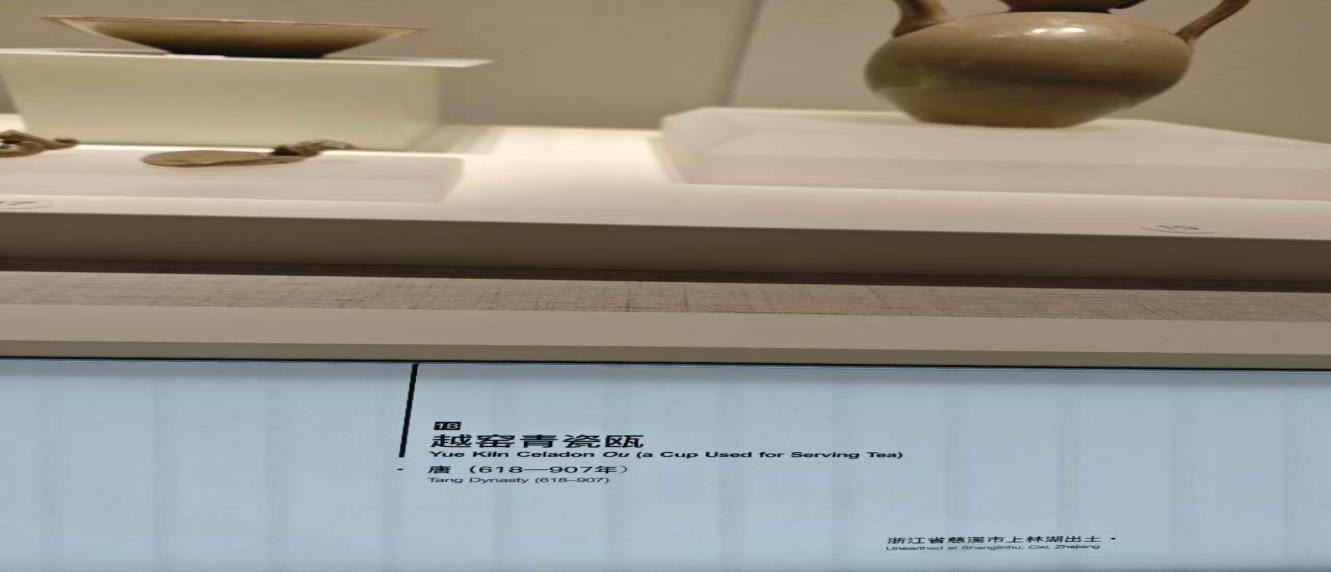 18
越窑青瓷瓯
Yue Kiln Celadon Ou (a Cup Used for Serving Tea)
唐（618—907年）
Tang Dynasty (618–907)
浙江省慈溪市上林湖出土
Unearthed at Shanglinhu, Cixi, Zhejiang